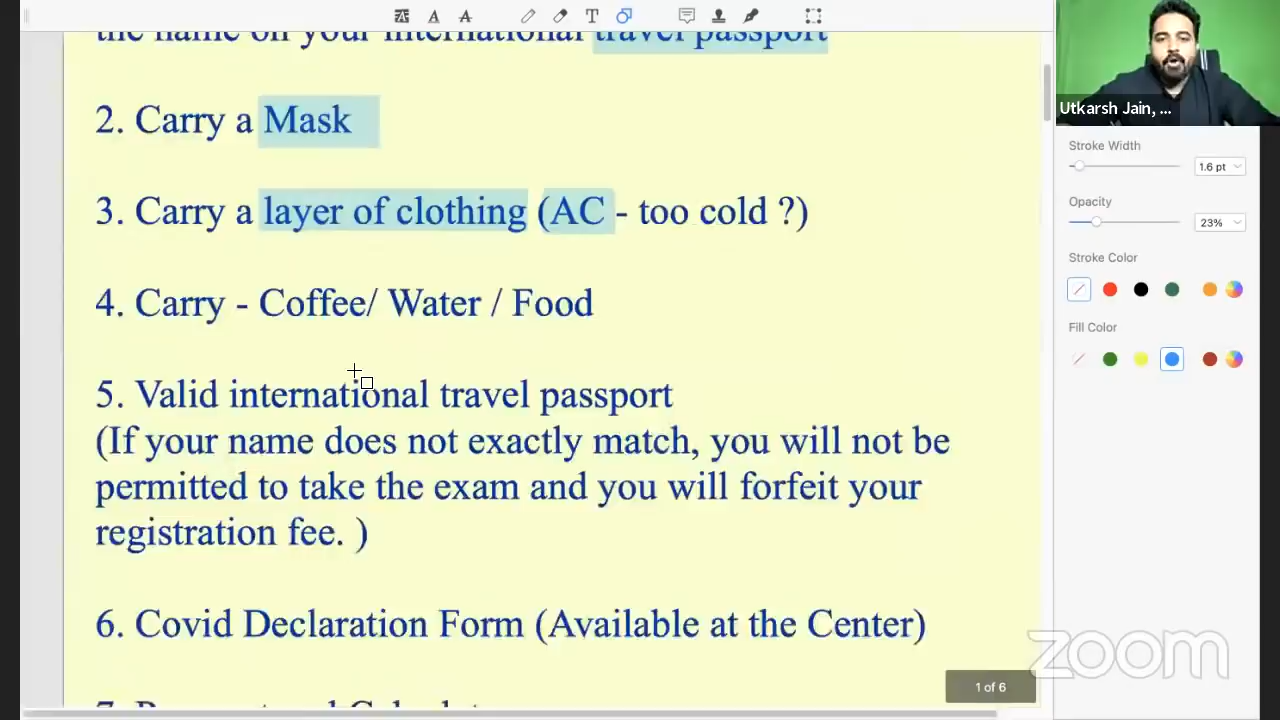 the name on your international travel passport
2. Carry a Mask
3. Carry a layer of clothing (AC - too cold ?)
4. Carry - Coffee/ Water / Food
5. Valid international travel passport
(If your name does not exactly match, you will not be
permitted to take the exam and you will forfeit your
registration fee. )
6. Covid Declaration Form (Available at the Center)
1 of 6
Utkarsh Jain, ...
Stroke Width
1.6 pt
Opacity
23%
Stroke Color
Fill Color
zoom